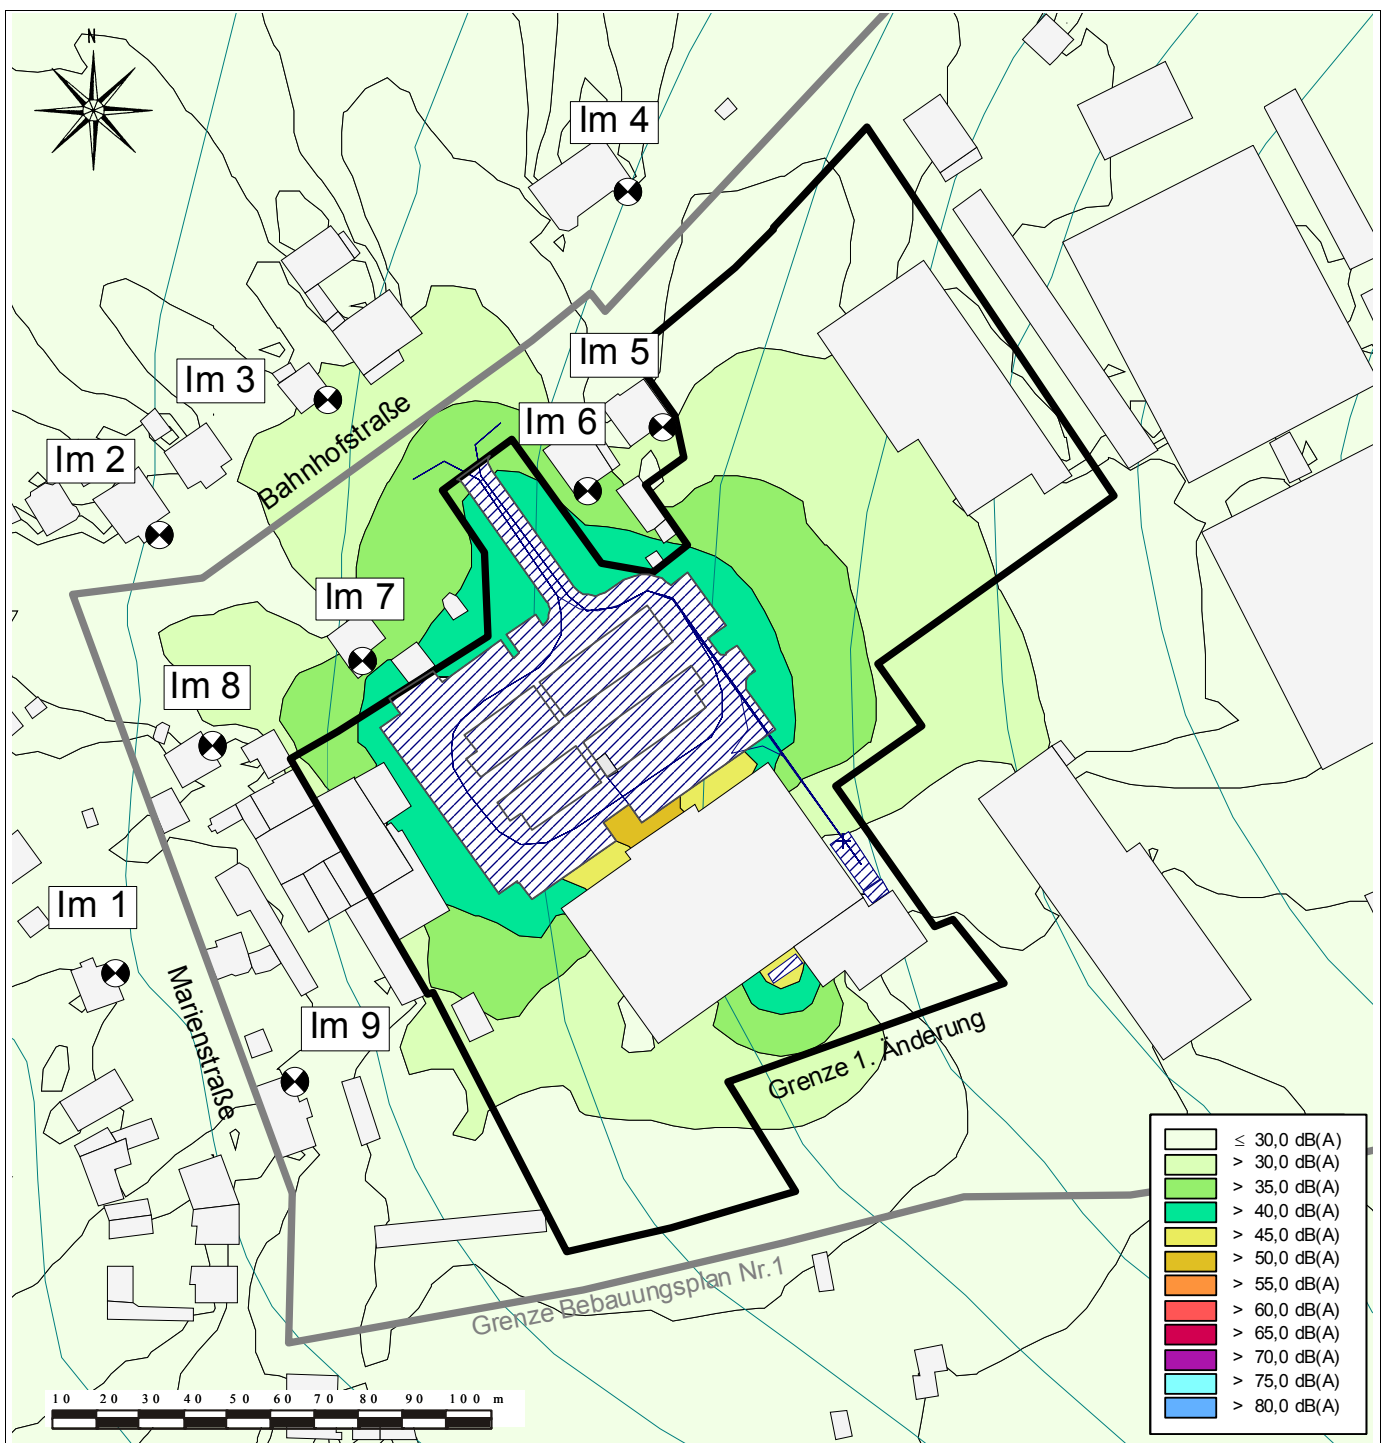 N
Im 4
Im 5
Im 3
Im 6
Bahnhofstraße
Im 2
Im 7
Im 8
Im 1
Marienstraße
Im 9
Grenze 1. Änderung
Grenze Bebauungsplan Nr.1
≤ 30,0 dB(A)
> 30,0 dB(A)
> 35,0 dB(A)
> 40,0 dB(A)
> 45,0 dB(A)
> 50,0 dB(A)
> 55,0 dB(A)
> 60,0 dB(A)
> 65,0 dB(A)
> 70,0 dB(A)
> 75,0 dB(A)
> 80,0 dB(A)
10 20 30 40 50 60 70 80 90 100 m